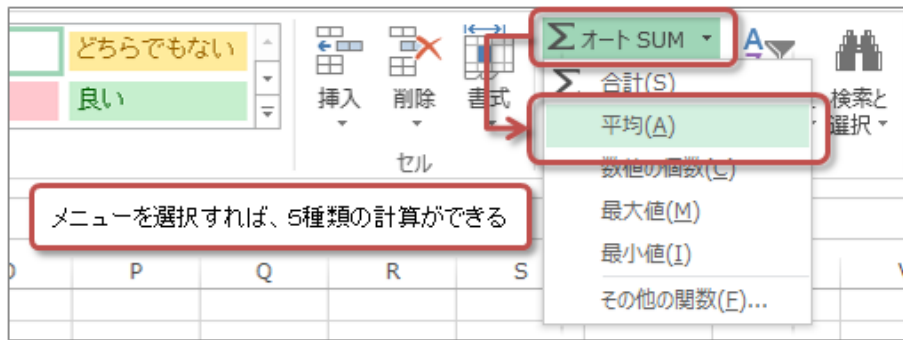 どちらでもない
良い
挿入
削除
書式
セル
Σ オート SUM
Σ 合計(S)
平均(A)
数値の個数(C)
最大値(M)
最小値(I)
その他の関数(F)...
検索と
選択
メニューを選択すれば、5種類の計算ができる
P Q R S